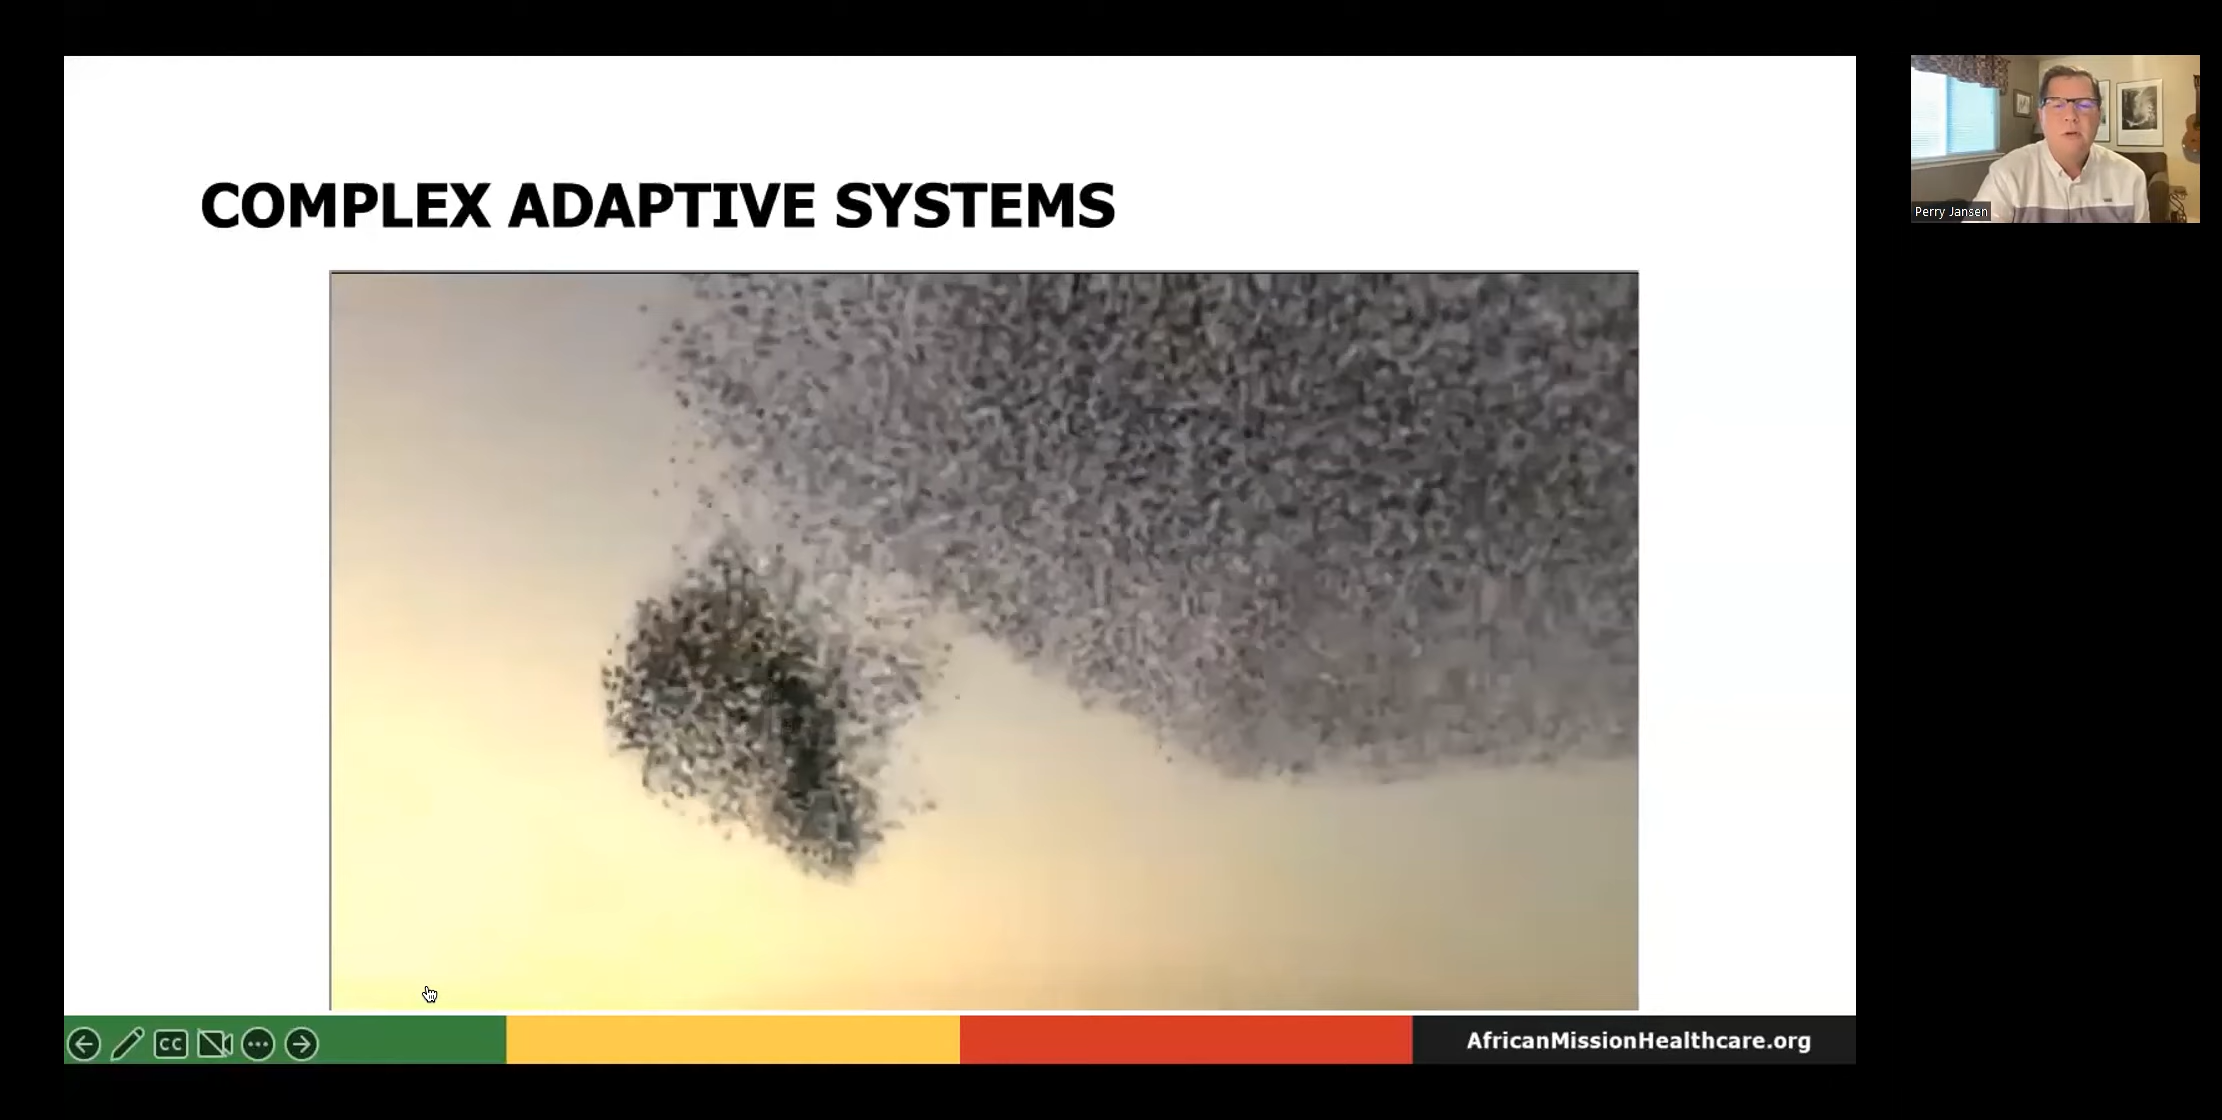 COMPLEX ADAPTIVE SYSTEMS
Perry Jansen
CC
AfricanMissionHealthcare.org